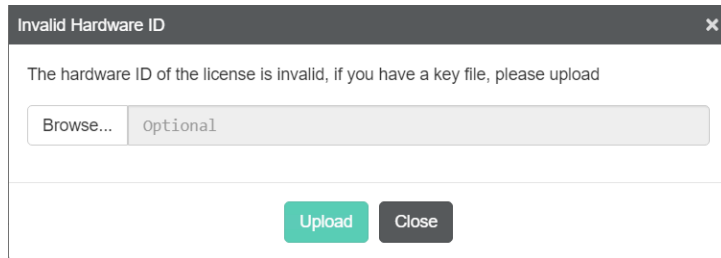 Invalid Hardware ID ×
The hardware ID of the license is invalid, if you have a key file, please upload
Browse... Optional
Upload Close